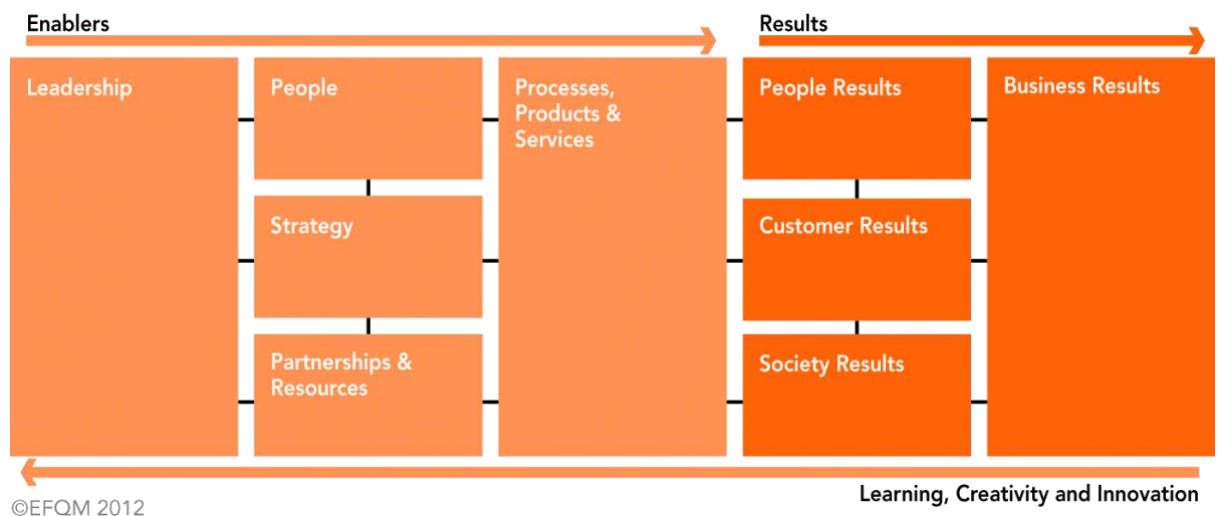 Enablers
Results
Leadership
People
Processes,
Products &
Services
People Results
Business Results
Strategy
Customer Results
Partnerships &
Resources
Society Results
Learning, Creativity and Innovation
©EFQM 2012